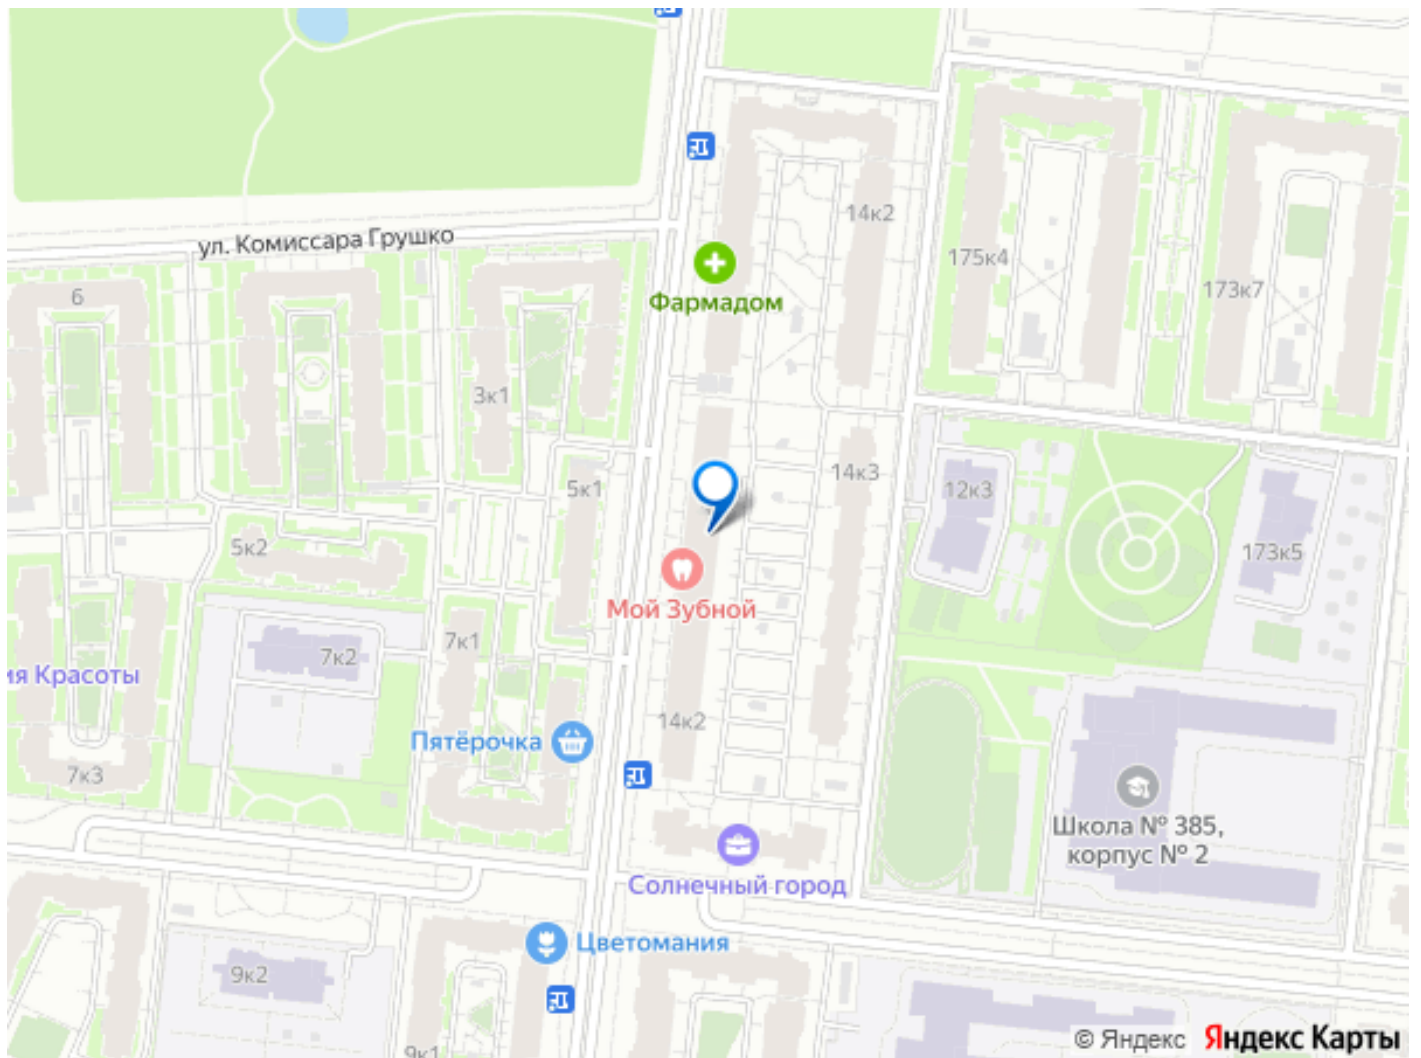 ул. Комиссара Грушко
14к2
175к4
173к7
6
Фармадом
3к1
14к3
5к1
12к3
5к2
173к5
Мой Зубной
7к1
7к2
ия Красоты
14к2
Пятёрочка
7к3
Школа № 385,
корпус № 2
Солнечный город
Цветомания
9к2
9к1
© Яндекс Яндекс Карты